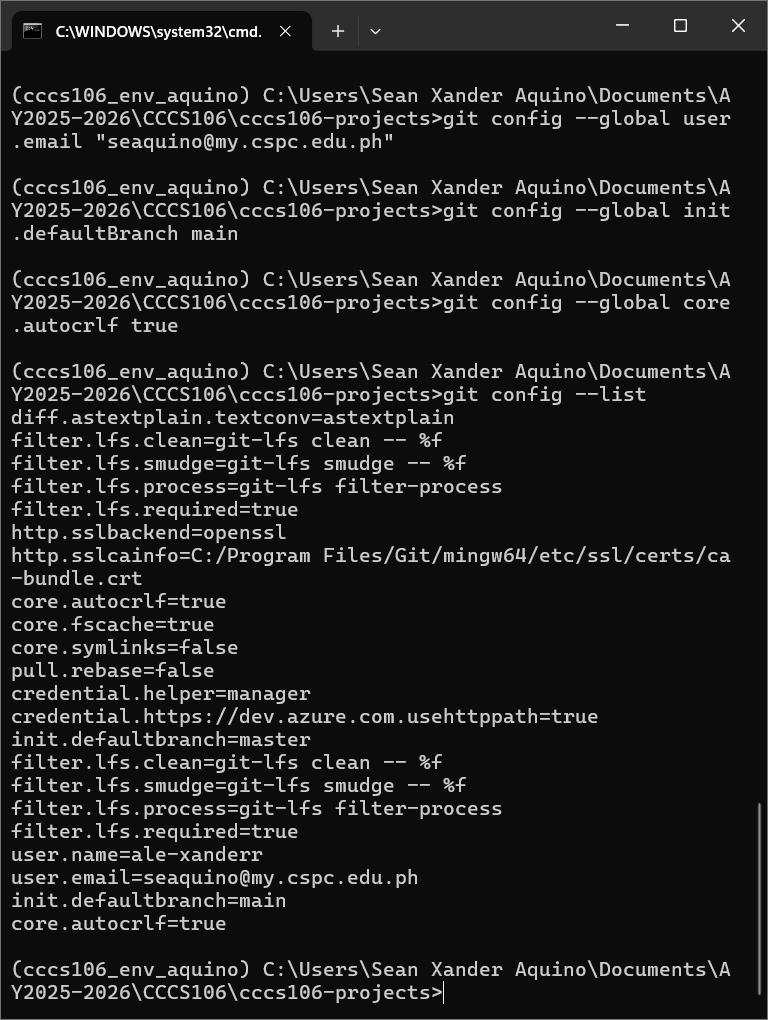 C:\WINDOWS\system32\cmd.
(cccs106_env_aquino) C:\Users\Sean Xander Aquino\Documents\A
Y2025-2026\CCCS106\cccs106-projects>git config --global user
.email "seaquino@my.cspc.edu.ph"
(cccs106_env_aquino) C:\Users\Sean Xander Aquino\Documents\A
Y2025-2026\CCCS106\cccs106-projects>git config --global init
.defaultBranch main
(cccs106_env_aquino) C:\Users\Sean Xander Aquino\Documents\A
Y2025-2026\CCCS106\cccs106-projects>git config --global core
.autocrlf true
(cccs106_env_aquino) C:\Users\Sean Xander Aquino\Documents\A
Y2025-2026\CCCS106\cccs106-projects>git config --list
diff.astextplain.textconv=astextplain
filter.lfs.clean=git-lfs clean -- %f
filter.lfs.smudge=git-lfs smudge -- %f
filter.lfs.process=git-lfs filter-process
filter.lfs.required=true
http.sslbackend=openssl
http.sslcainfo=C:/Program Files/Git/mingw64/etc/ssl/certs/ca
-bundle.crt
core.autocrlf=true
core.fscache=true
core.symlinks=false
pull.rebase=false
credential.helper=manager
credential.https://dev.azure.com.usehttppath=true
init.defaultbranch=master
filter.lfs.clean=git-lfs clean -- %f
filter.lfs.smudge=git-lfs smudge -- %f
filter.lfs.process=git-lfs filter-process
filter.lfs.required=true
user.name=ale-xanderr
user.email=seaquino@my.cspc.edu.ph
init.defaultbranch=main
core.autocrlf=true
(cccs106_env_aquino) C:\Users\Sean Xander Aquino\Documents\A
Y2025-2026\CCCS106\cccs106-projects>